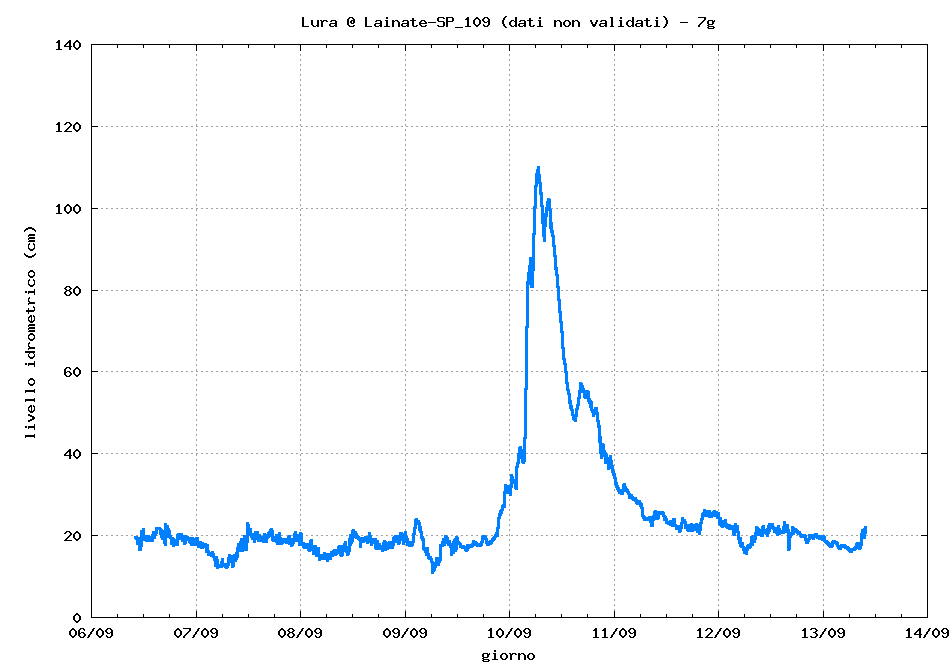 Lura @ Lainate-SP_109 (dati non validati) - 7g
140
120
100
80
60
40
20
0
livello idrometrico (cm)
06/09 07/09 08/09 09/09 10/09 11/09 12/09 13/09 14/09
giorno